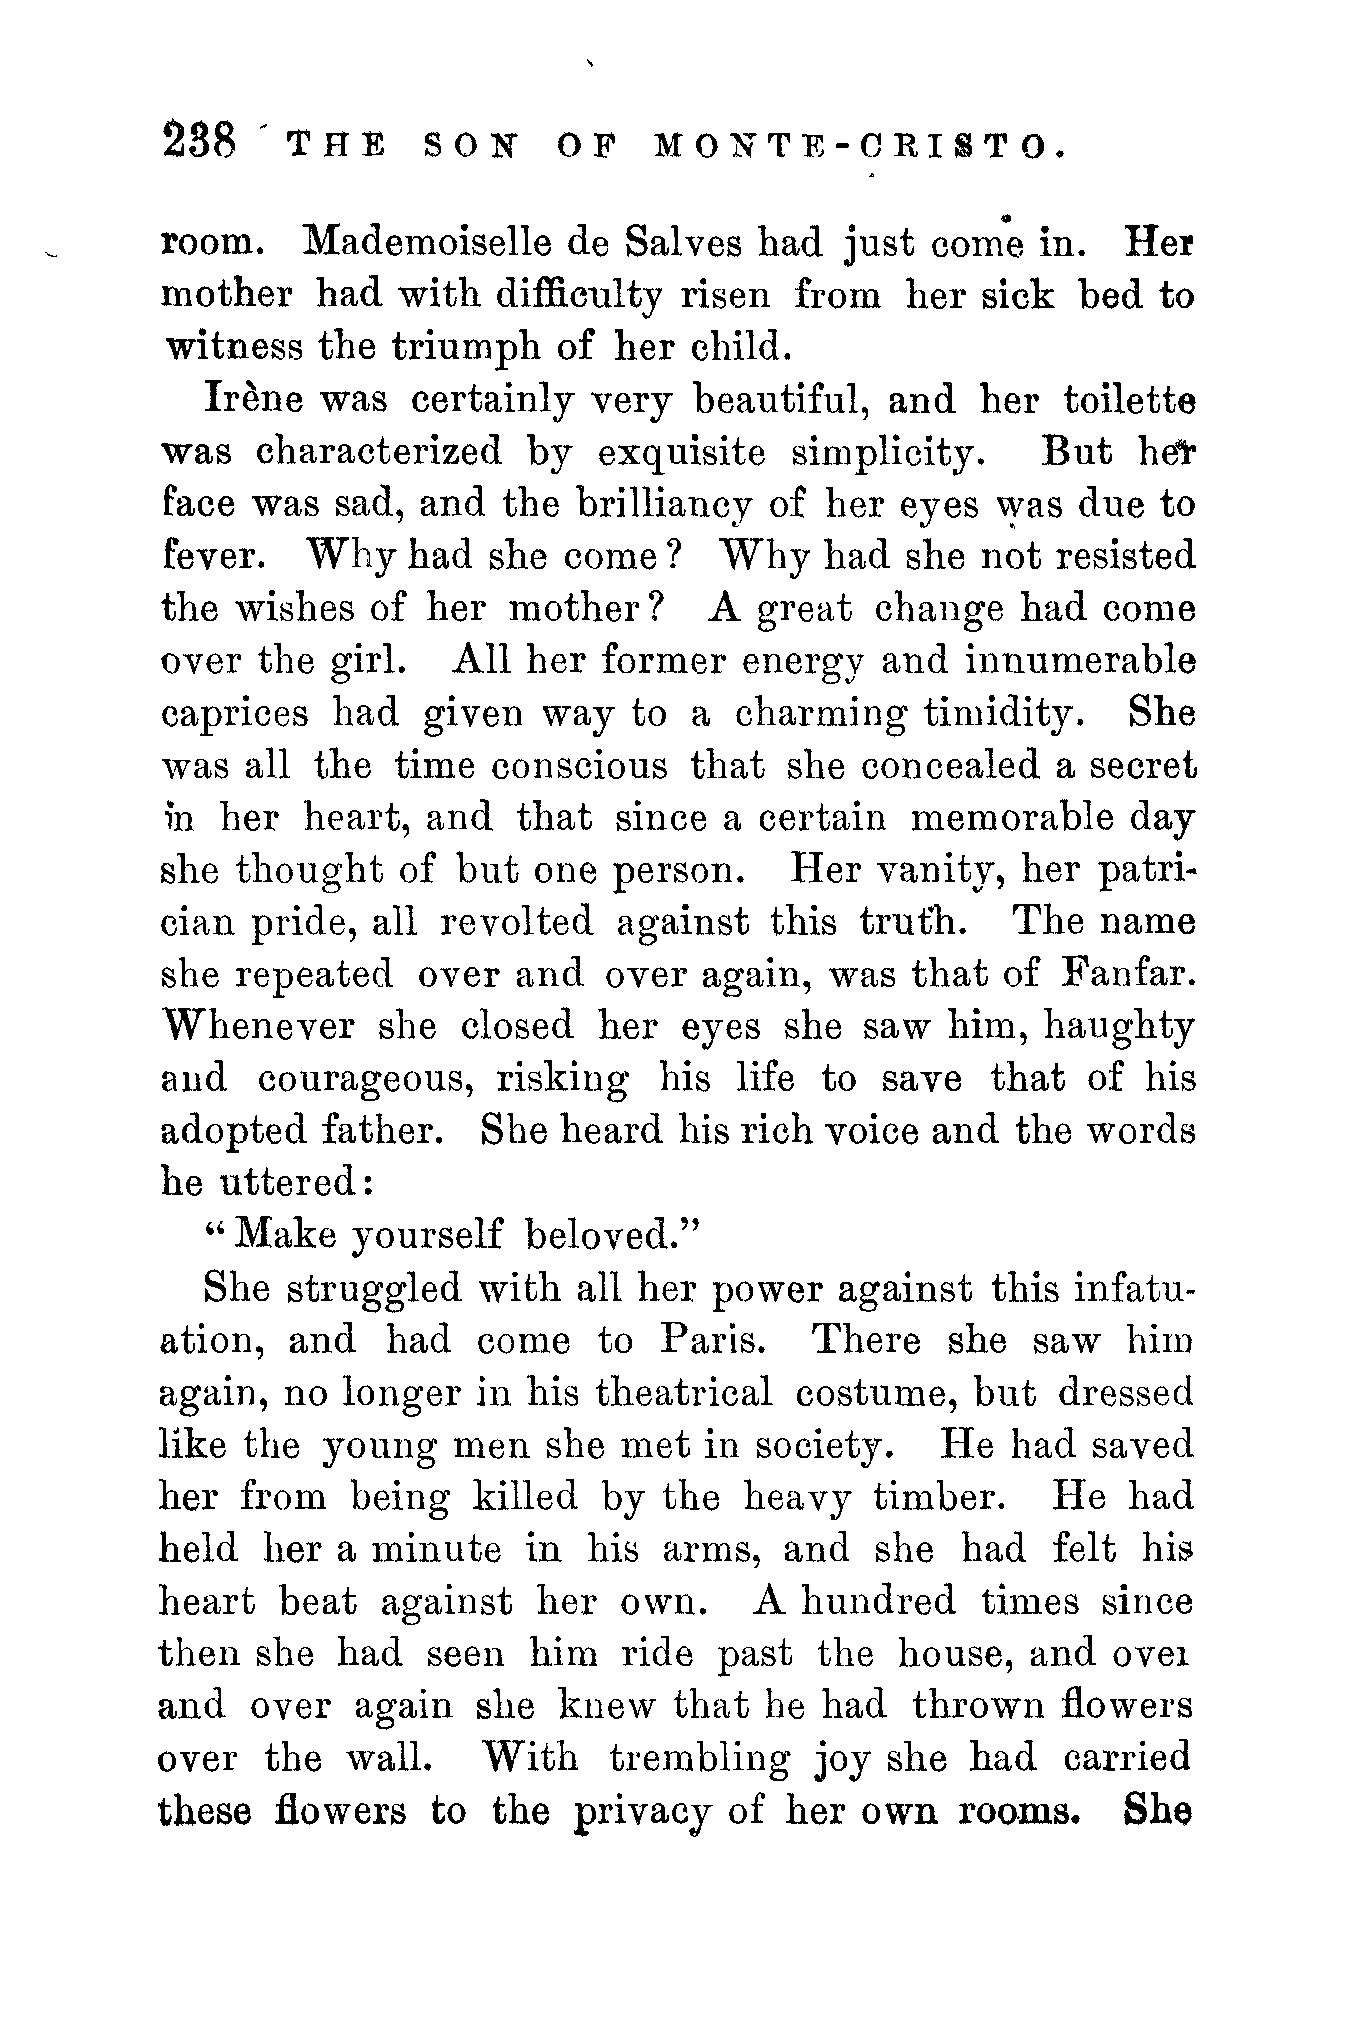 238 THE SON OF MONTE-CRISTO.
room. Mademoiselle de Salves had just come in. Her
mother had with difficulty risen from her sick bed to
witness the triumph of her child.
Irène was certainly very beautiful, and her toilette
was characterized by exquisite simplicity. But her
face was sad, and the brilliancy of her eyes was due to
fever. Why had she come? Why had she not resisted
the wishes of her mother? A great change had come
over the girl. All her former energy and innumerable
caprices had given way to a charming timidity. She
was all the time conscious that she concealed a secret
in her heart, and that since a certain memorable day
she thought of but one person. Her vanity, her patri-
cian pride, all revolted against this truth. The name
she repeated over and over again, was that of Fanfar.
Whenever she closed her eyes she saw him, haughty
and courageous, risking his life to save that of his
adopted father. She heard his rich voice and the words
he uttered:
“Make yourself beloved.”
She struggled with all her power against this infatu-
ation, and had come to Paris. There she saw him
again, no longer in his theatrical costume, but dressed
like the young men she met in society. He had saved
her from being killed by the heavy timber. He had
held her a minute in his arms, and she had felt his
heart beat against her own. A hundred times since
then she had seen him ride past the house, and over
and over again she knew that he had thrown flowers
over the wall. With trembling joy she had carried
these flowers to the privacy of her own rooms. She